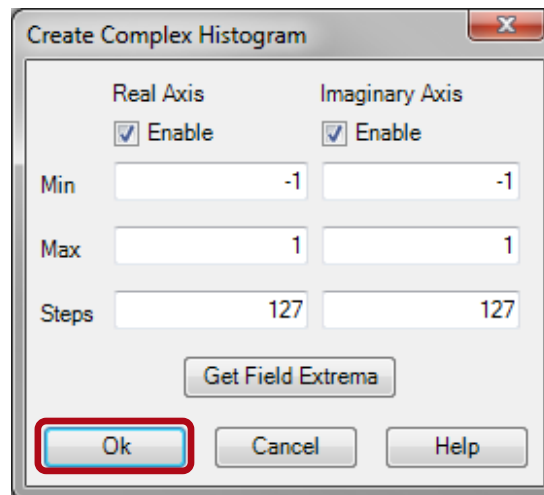 Create Complex Histogram
Real Axis Imaginary Axis
Enable Enable
Min -1 -1
Max 1 1
Steps 127 127
Get Field Extrema
Ok Cancel Help